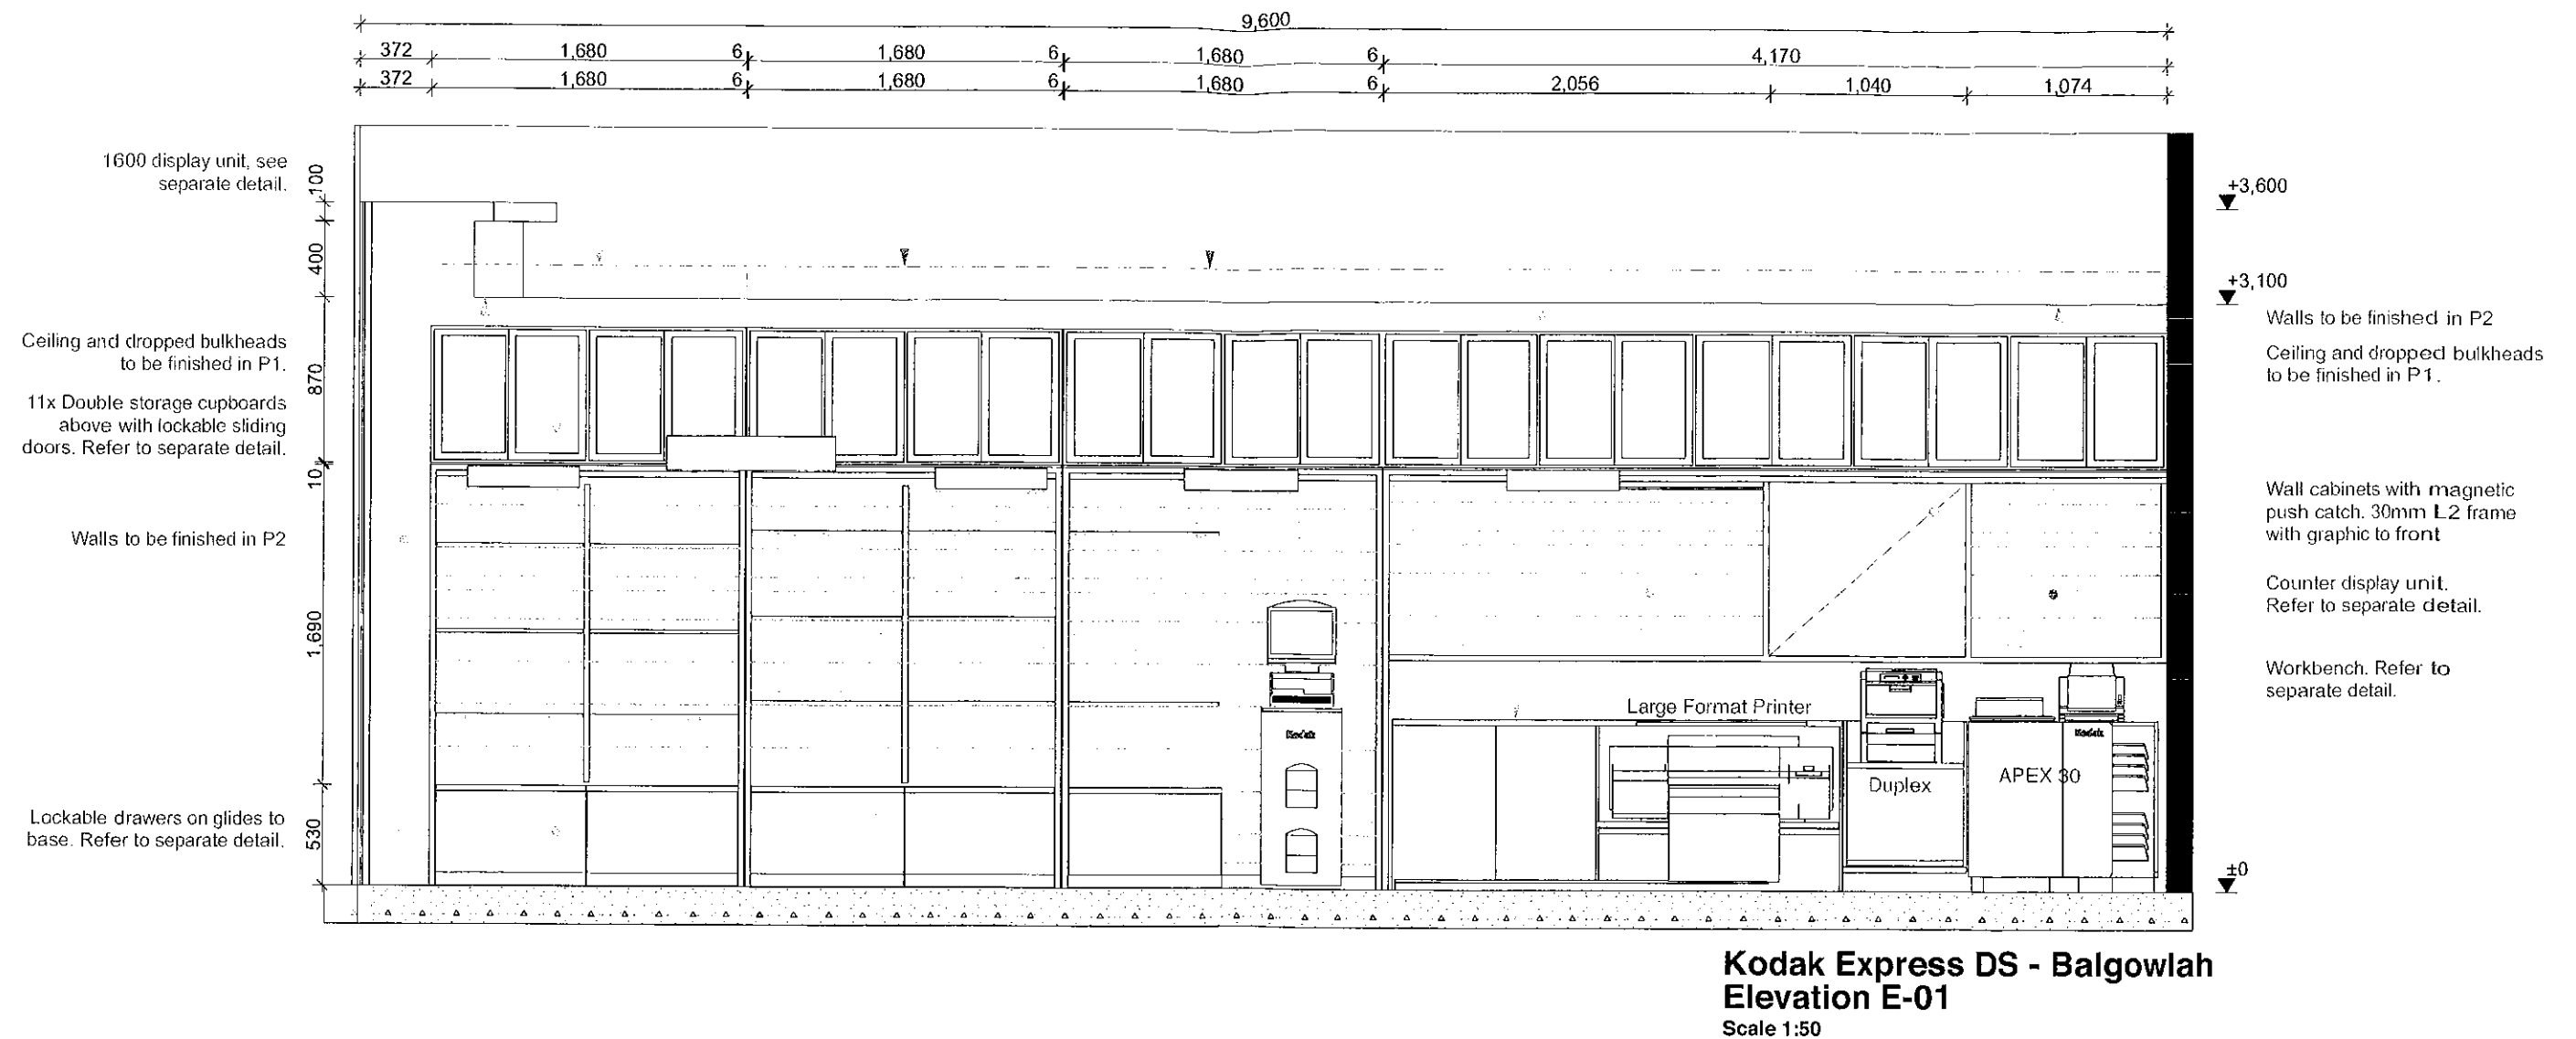 9,600
372 1,680 6 1,680 6 1,680 6 4,170
372 1,680 6 1,680 6 1,680 6 2,056 1,040 1,074
1600 display unit, see
separate detail.
100
400
870
10
1,690
530
Ceiling and dropped bulkheads
to be finished in P1.
11x Double storage cupboards
above with lockable sliding
doors. Refer to separate detail.
Walls to be finished in P2
Lockable drawers on glides to
base. Refer to separate detail.
Kodak
Large Format Printer
Duplex
APEX 30
Kodak
+3,600
+3,100
Walls to be finished in P2
Ceiling and dropped bulkheads
to be finished in P1.
Wall cabinets with magnetic
push catch. 30mm L2 frame
with graphic to front
Counter display unit.
Refer to separate detail.
Workbench. Refer to
separate detail.
±0
Kodak Express DS - Balgowlah
Elevation E-01
Scale 1:50